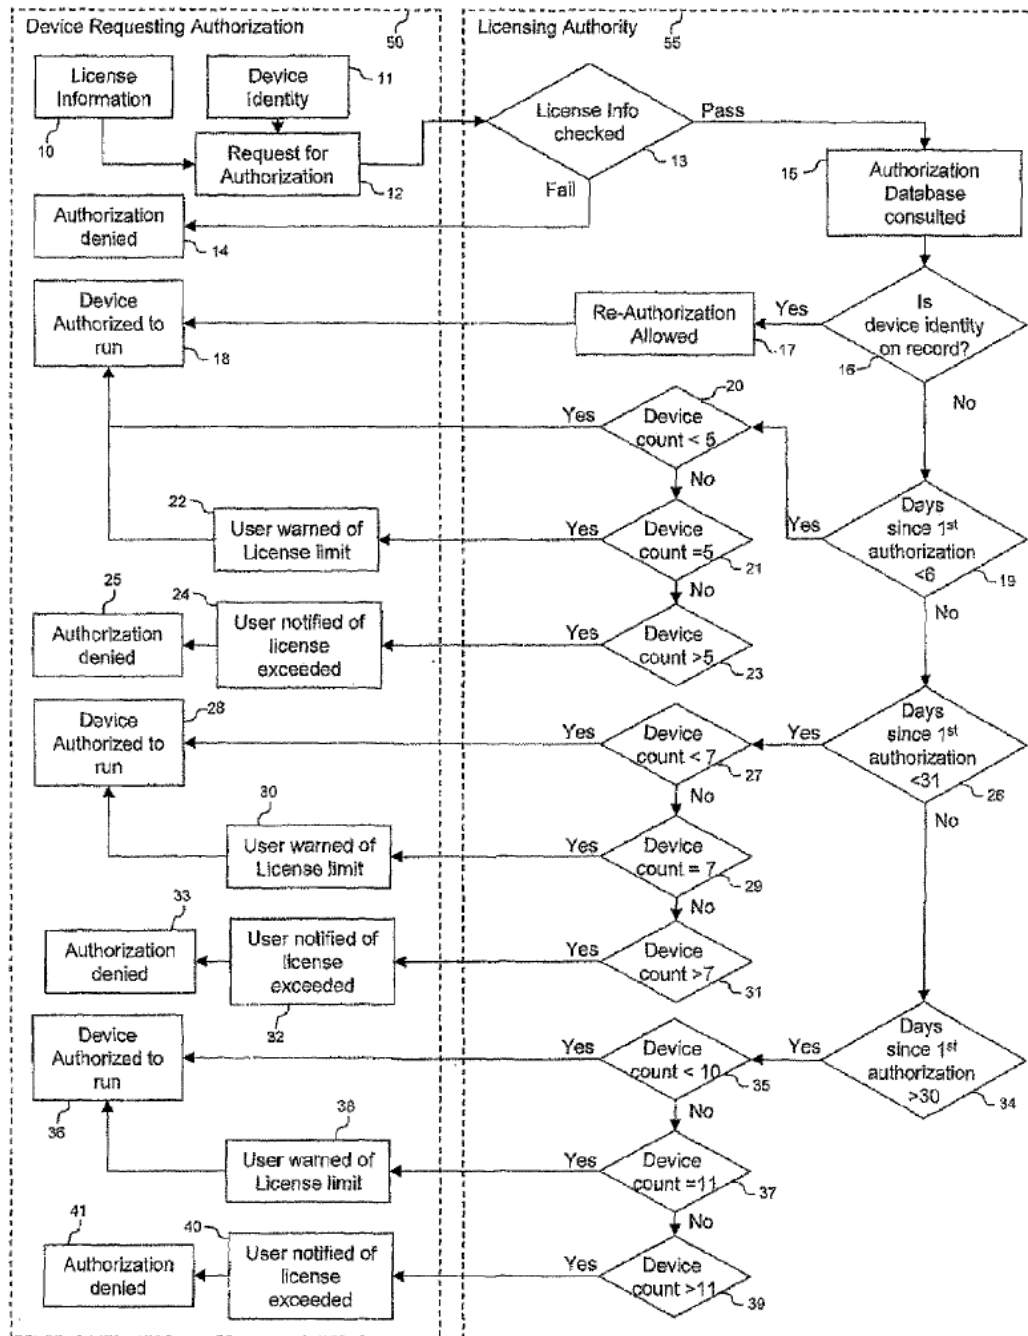 Device Requesting Authorization
50
Licensing Authority
55
License
Information
10
Device
Identity
11
Request for
Authorization
12
License Info
checked
13
Pass
Fail
Authorization
denied
14
15
Authorization
Database
consulted
Device
Authorized to
run
18
Re-Authorization
Allowed
17
Yes
Is
device identity
on record?
16
No
20
Yes
Device
count < 5
No
22
User warned of
License limit
Yes
Device
count =5
21
No
Yes
Days
since 1st
authorization
<6
19
No
25
Authorization
denied
24
User notified of
license
exceeded
Yes
Device
count >5
23
28
Device
Authorized to
run
Yes
Device
count < 7
27
No
Yes
Days
since 1st
authorization
<31
26
No
30
User warned of
License limit
Yes
Device
count = 7
29
No
33
Authorization
denied
User notified of
license
exceeded
32
Yes
Device
count >7
31
Device
Authorized to
run
36
Yes
Device
count < 10
35
No
Yes
Days
since 1st
authorization
>30
34
38
User warned of
License limit
Yes
Device
count =11
37
No
41
Authorization
denied
40
User notified of
license
exceeded
Yes
Device
count >11
39